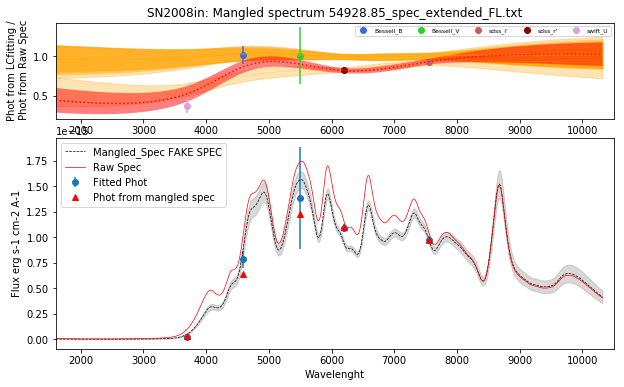 SN2008in: Mangled spectrum 54928.85_spec_extended_FL.txt
Phot from LCfitting /
Phot from Raw Spec
1.0
0.5
Bessell_B
Bessell_V
sdss_i'
sdss_r'
swift_U
2000 3000 4000 5000 6000 7000 8000 9000 10000
Flux erg s-1 cm-2 A-1
1.75
1.50
1.25
1.00
0.75
0.50
0.25
0.00
Mangled_Spec FAKE SPEC
Raw Spec
Fitted Phot
Phot from mangled spec
2000 3000 4000 5000 6000 7000 8000 9000 10000
Wavelenght